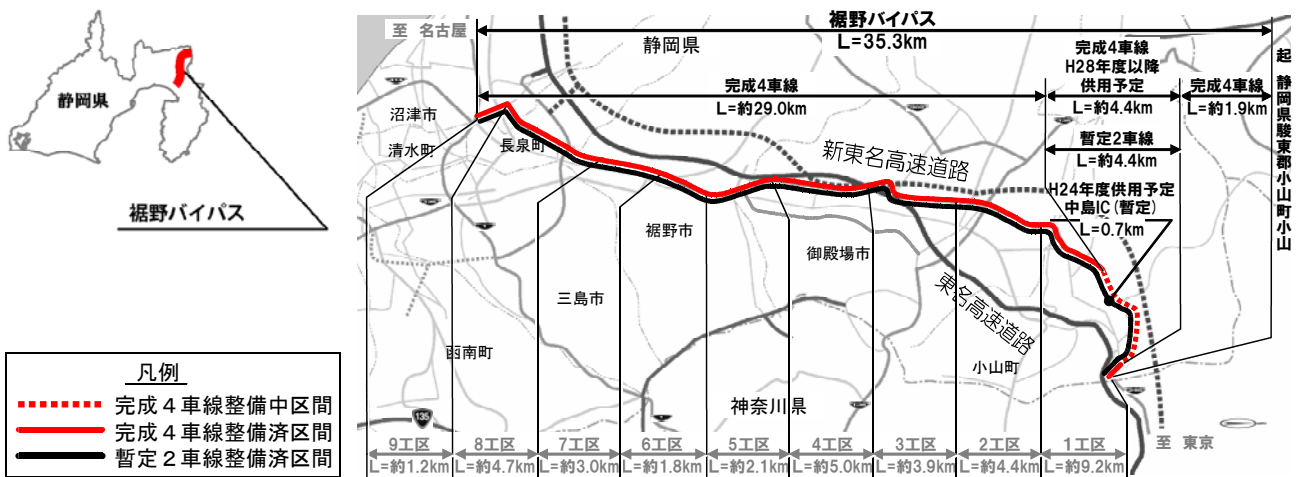 静岡県
裾野バイパス
凡例
完成４車線整備中区間
完成４車線整備済区間
暫定２車線整備済区間
裾野バイパス
L=35.3km
至 名古屋
静岡県
完成4車線
L=約29.0km
完成4車線
H28年度以降
供用予定
L=約4.4km
完成4車線
L=約1.9km
暫定2車線
L=約4.4km
H24年度供用予定
中島IC(暫定)
L=0.7km
起 静岡県駿東郡小山町小山
沼津市
清水町
長泉町
新東名高速道路
裾野市
御殿場市
三島市
東名高速道路
函南町
小山町
神奈川県
135
至 東京
9工区
L=約1.2km
8工区
L=約4.7km
7工区
L=約3.0km
6工区
L=約1.8km
5工区
L=約2.1km
4工区
L=約5.0km
3工区
L=約3.9km
2工区
L=約4.4km
1工区
L=約9.2km